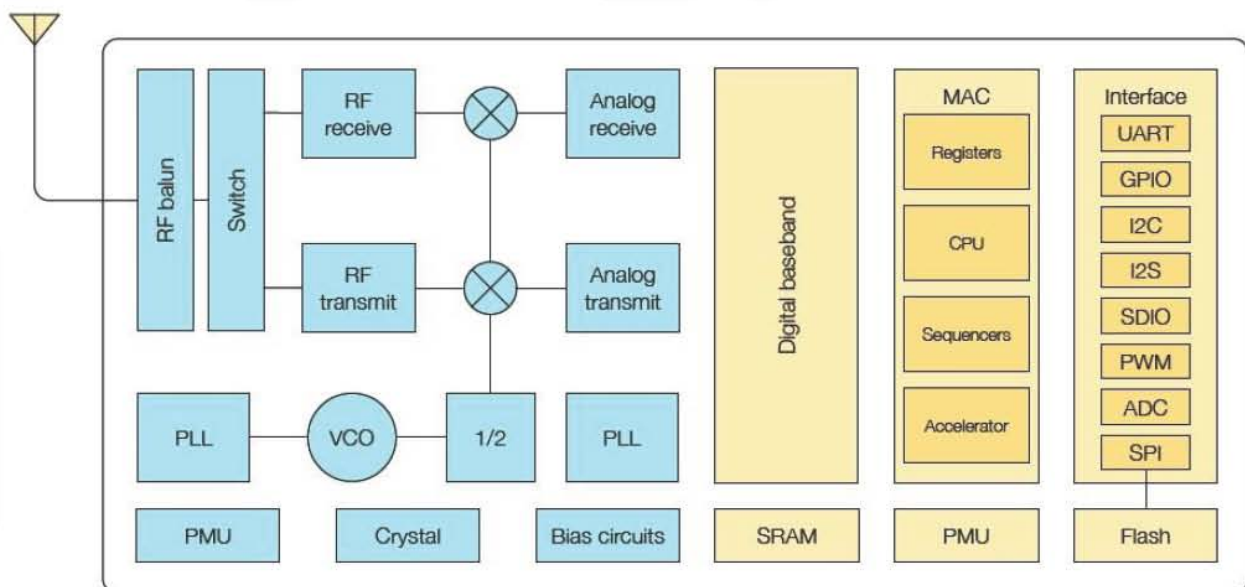 RF balun
Switch
RF
receive
Analog
receive
RF
transmit
Analog
transmit
PLL
VCO
1/2
PLL
PMU
Crystal
Bias circuits
Digital baseband
SRAM
MAC
Registers
CPU
Sequencers
Accelerator
PMU
Interface
UART
GPIO
I2C
I2S
SDIO
PWM
ADC
SPI
Flash